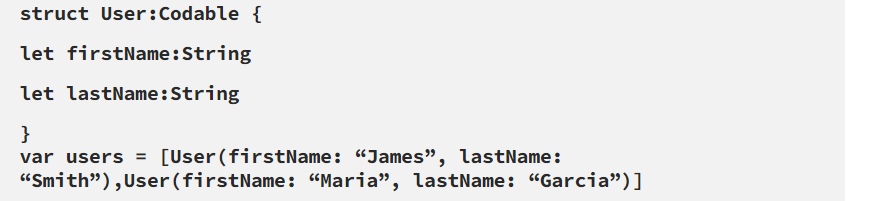 struct User:Codable {
let firstName:String
let lastName:String
}
var users = [User(firstName: “James”, lastName:
“Smith”),User(firstName: “Maria”, lastName: “Garcia”)]